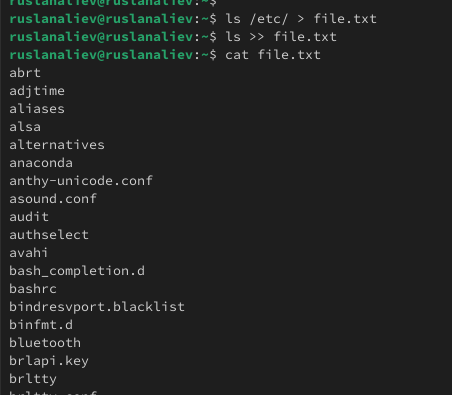 ruslanaliev@ruslanaliev:~$
ruslanaliev@ruslanaliev:~$ ls /etc/ > file.txt
ruslanaliev@ruslanaliev:~$ ls >> file.txt
ruslanaliev@ruslanaliev:~$ cat file.txt
abrt
adjtime
aliases
alsa
alternatives
anaconda
anthy-unicode.conf
asound.conf
audit
authselect
avahi
bash_completion.d
bashrc
bindresvport.blacklist
binfmt.d
bluetooth
brlapi.key
brltty
brltty.conf